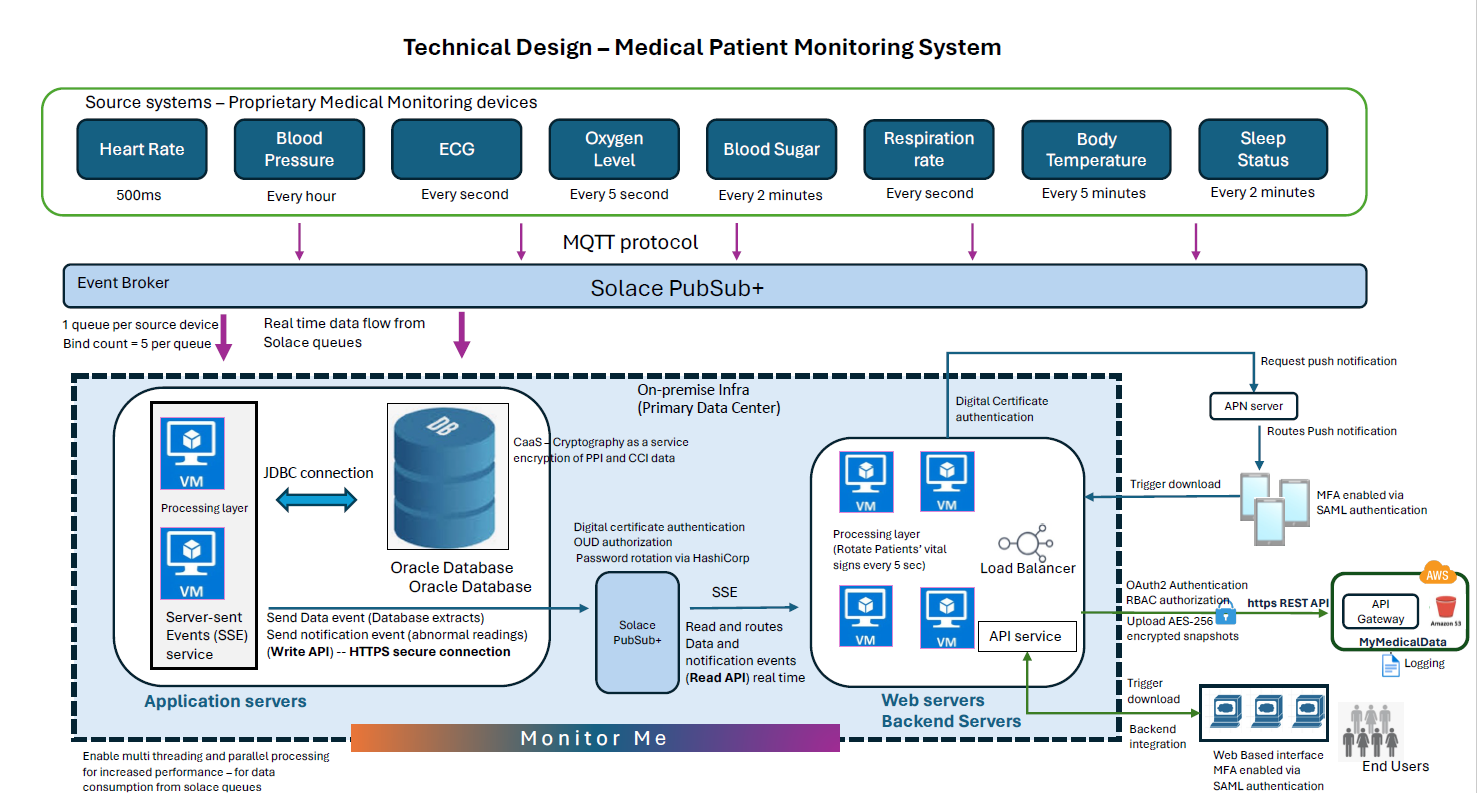 Technical Design – Medical Patient Monitoring System
Source systems – Proprietary Medical Monitoring devices
Heart Rate
500ms
Blood
Pressure
Every hour
ECG
Every second
Oxygen
Level
Every 5 second
Blood Sugar
Every 2 minutes
Respiration
rate
Every second
Body
Temperature
Every 5 minutes
Sleep
Status
Every 2 minutes
MQTT protocol
Event Broker
Solace PubSub+
1 queue per source device
Bind count = 5 per queue
Real time data flow from
Solace queues
On-premise Infra
(Primary Data Center)
VM
Processing layer
VM
Server-sent
Events (SSE)
service
JDBC connection
DB
Oracle Database
Oracle Database
CaaS – Cryptography as a service
encryption of PPI and CCI data
Send Data event (Database extracts)
Send notification event (abnormal readings)
(Write API) -- HTTPS secure connection
Application servers
Digital certificate authentication
OUD authorization
Password rotation via HashiCorp
Solace
PubSub+
SSE
Read and routes
Data and
notification events
(Read API) real time
VM
VM
Processing layer
(Rotate Patients' vital
signs every 5 sec)
Load Balancer
VM
VM
API service
Web servers
Backend Servers
Digital Certificate
authentication
Request push notification
APN server
Routes Push notification
Trigger download
MFA enabled via
SAML authentication
OAuth2 Authentication
RBAC authorization
https REST API
Upload AES-256
encrypted snapshots
AWS
API
Gateway
Amazon S3
MyMedicalData
Logging
Trigger
download
Backend
integration
Web Based interface
MFA enabled via
SAML authentication
End Users
Monitor Me
Enable multi threading and parallel processing
for increased performance – for data
consumption from solace queues